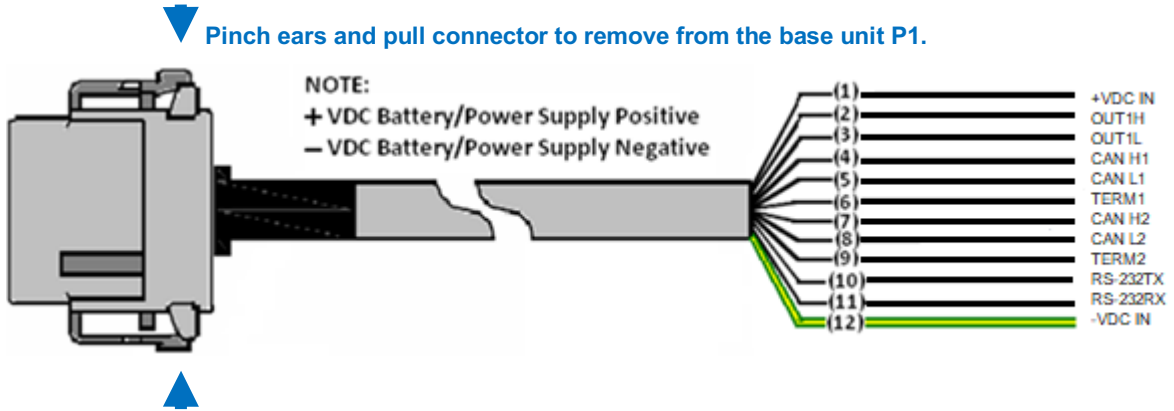 Pinch ears and pull connector to remove from the base unit P1.
NOTE:
+ VDC Battery/Power Supply Positive
– VDC Battery/Power Supply Negative
(1) +VDC IN
(2) OUT1H
(3) OUT1L
(4) CAN H1
(5) CAN L1
(6) TERM1
(7) CAN H2
(8) CAN L2
(9) TERM2
(10) RS-232TX
(11) RS-232RX
(12) -VDC IN